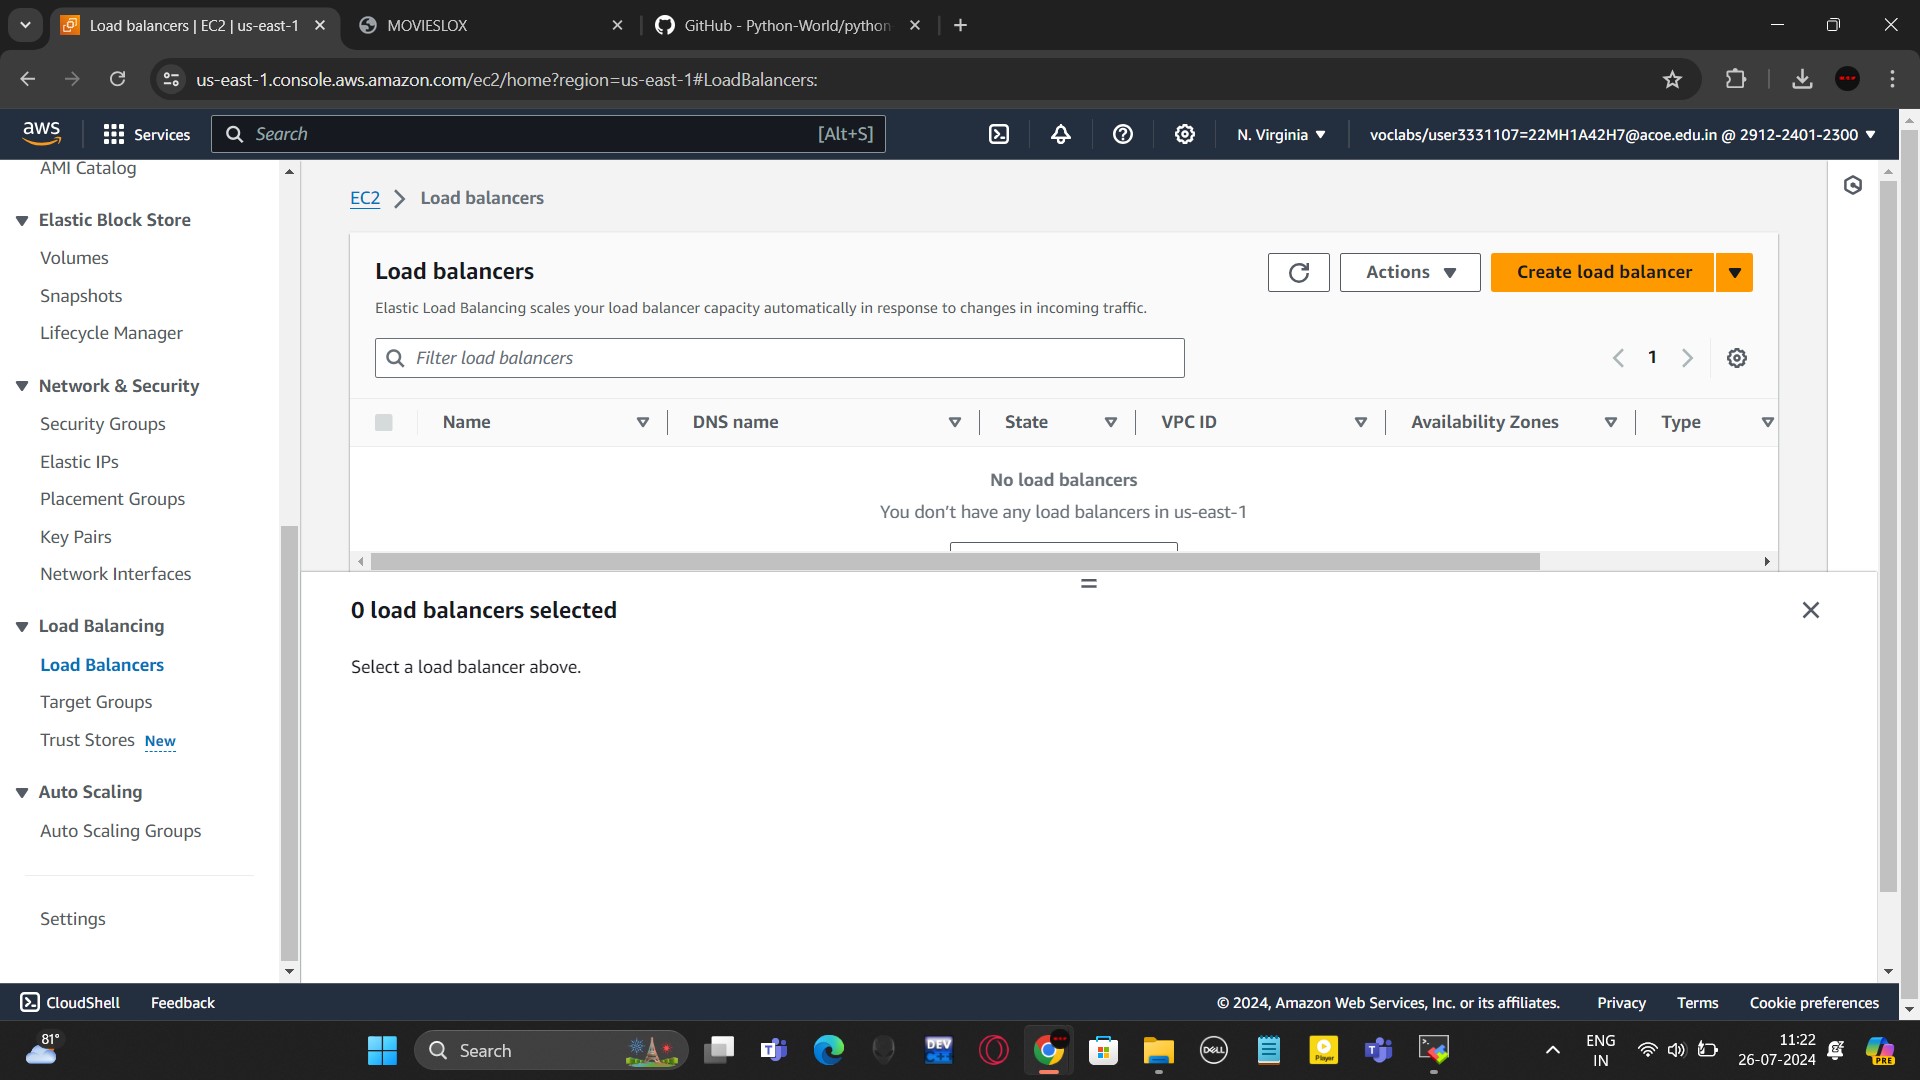 Load balancers | EC2 | us-east-1
MOVIESLOX
GitHub - Python-World/python
us-east-1.console.aws.amazon.com/ec2/home?region=us-east-1#LoadBalancers:
aws
Services
Search
[Alt+S]
N. Virginia
voclabs/user3331107=22MH1A42H7@acoe.edu.in @ 2912-2401-2300
AMI Catalog
Elastic Block Store
Volumes
Snapshots
Lifecycle Manager
Network & Security
Security Groups
Elastic IPs
Placement Groups
Key Pairs
Network Interfaces
Load Balancing
Load Balancers
Target Groups
Trust Stores New
Auto Scaling
Auto Scaling Groups
Settings
EC2 > Load balancers
Load balancers
Actions
Create load balancer
Elastic Load Balancing scales your load balancer capacity automatically in response to changes in incoming traffic.
Filter load balancers
1
Name
DNS name
State
VPC ID
Availability Zones
Type
No load balancers
You don't have any load balancers in us-east-1
0 load balancers selected
Select a load balancer above.
CloudShell
Feedback
© 2024, Amazon Web Services, Inc. or its affiliates.
Privacy
Terms
Cookie preferences
81°
Search
DEV
C++
DELL
Player
ENG
IN
11:22
26-07-2024
PRE